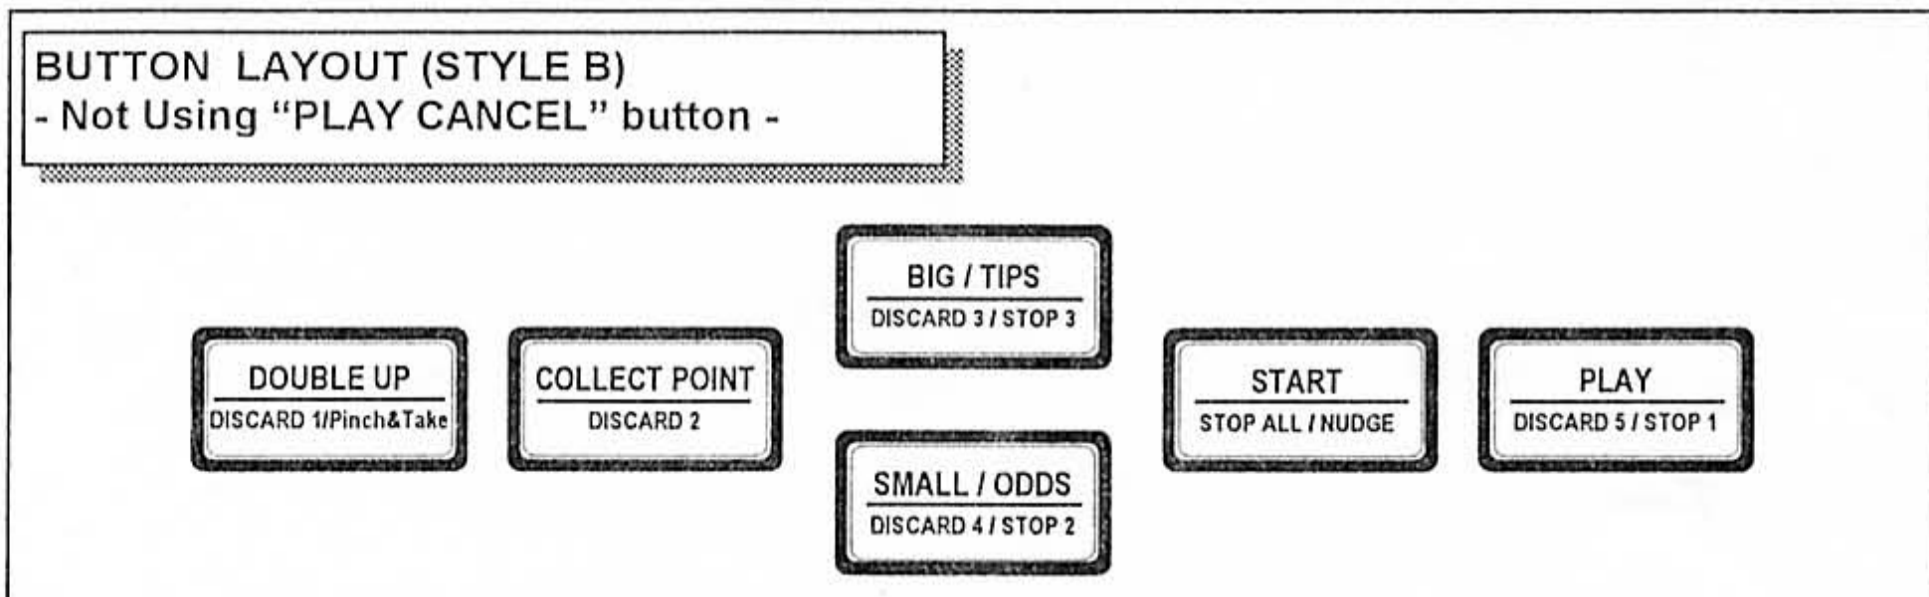 BUTTON LAYOUT (STYLE B)
- Not Using “PLAY CANCEL” button -
BIG / TIPS
DISCARD 3 / STOP 3
DOUBLE UP
DISCARD 1/Pinch&Take
COLLECT POINT
DISCARD 2
START
STOP ALL / NUDGE
PLAY
DISCARD 5 / STOP 1
SMALL / ODDS
DISCARD 4 / STOP 2